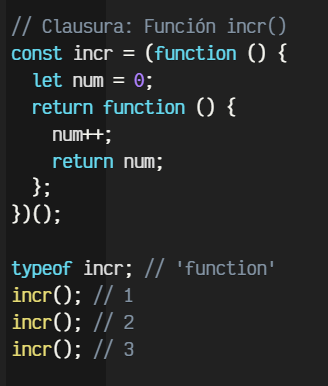 // Clausura: Función incr()
const incr = (function () {
  let num = 0;
  return function () {
    num++;
    return num;
  };
})();

typeof incr; // 'function'
incr(); // 1
incr(); // 2
incr(); // 3